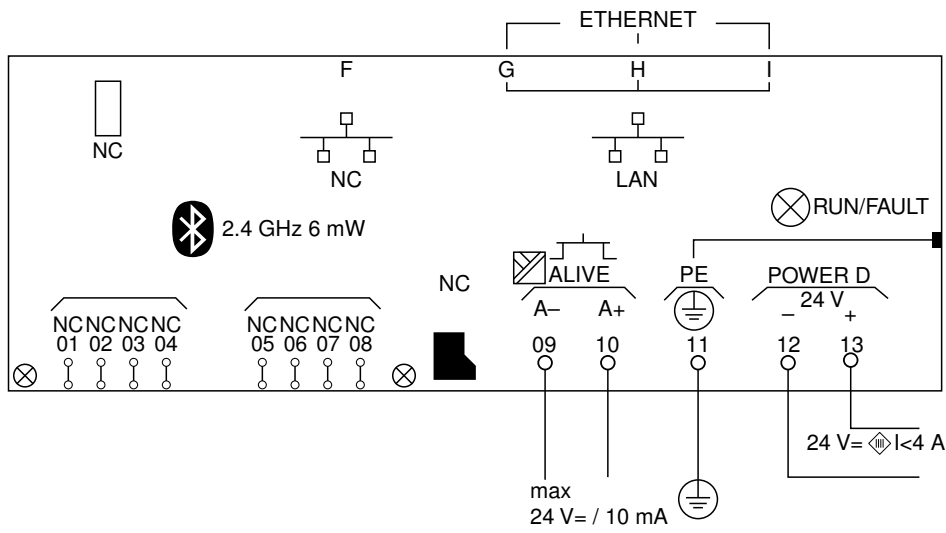 ETHERNET
F G H I
NC
NC
LAN
2.4 GHz 6 mW
RUN/FAULT
NC
ALIVE
PE
POWER D
24 V
A– A+
– +
NC NC NC NC
01 02 03 04
NC NC NC NC
05 06 07 08
09 10 11 12 13
24 V= I<4 A
max
24 V= / 10 mA